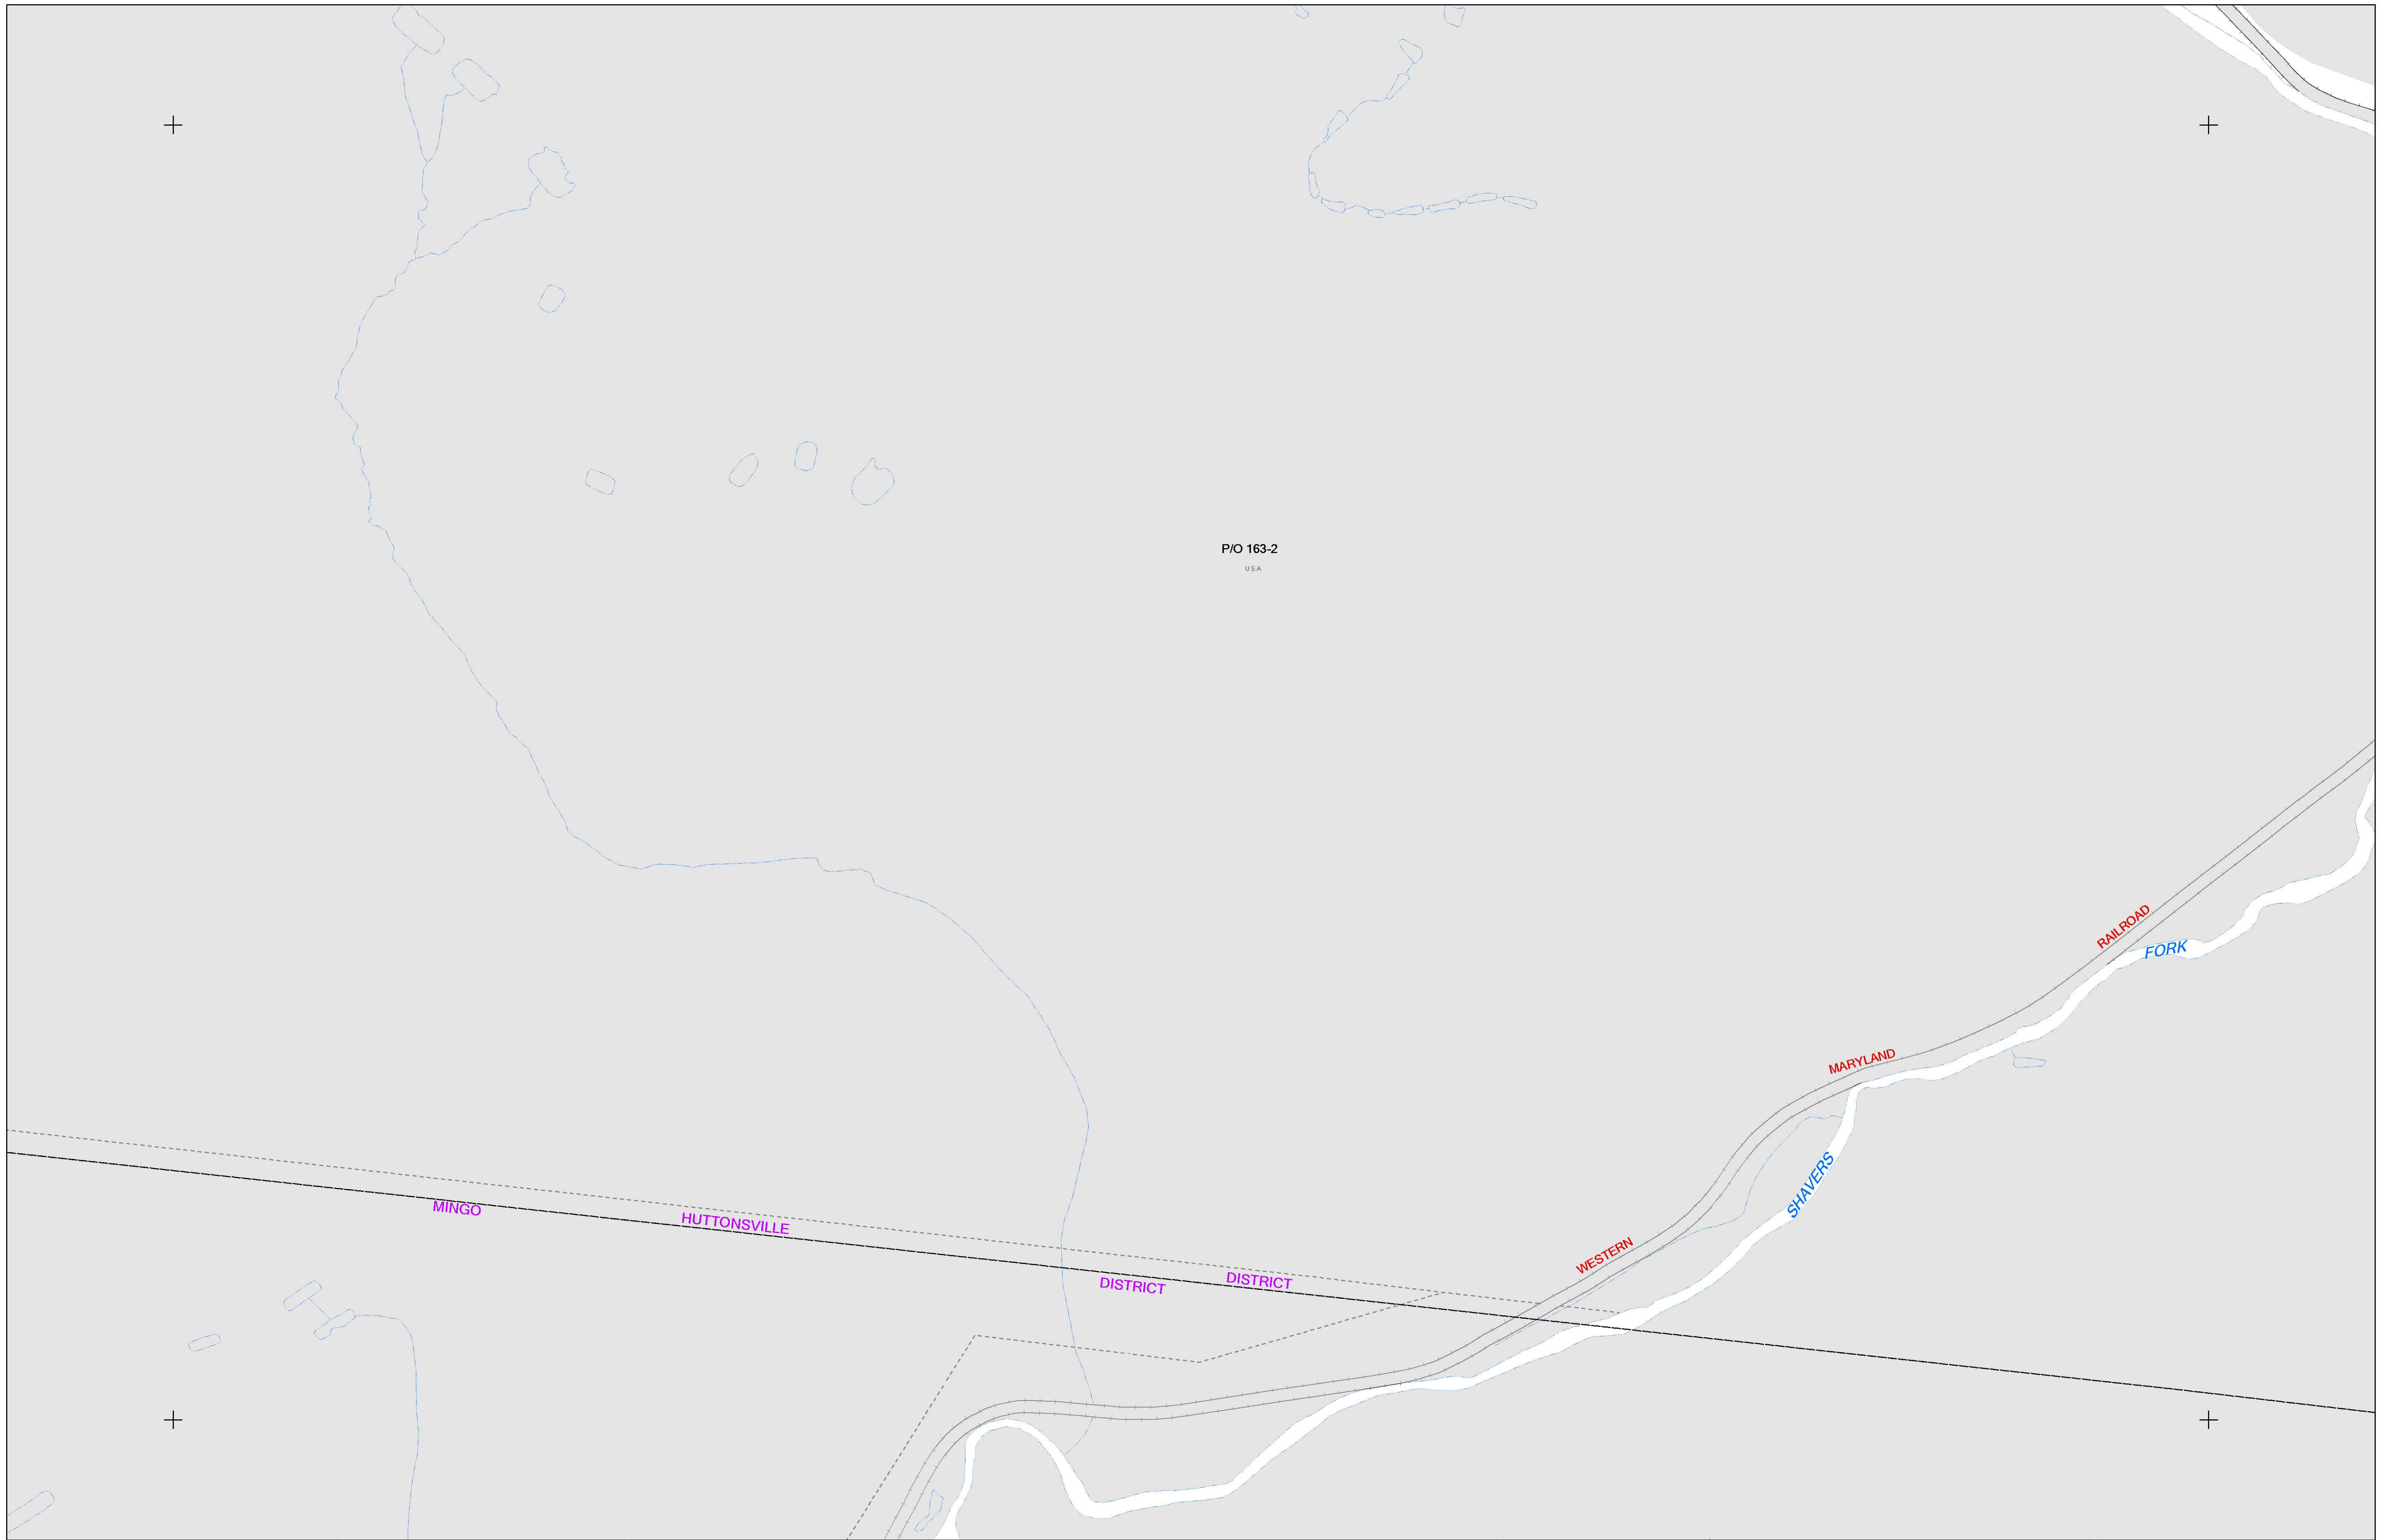 P/O 163-2
U.S.A.
RAILROAD
FORK
MARYLAND
SHAVERS
WESTERN
MINGO
HUTTONSVILLE
DISTRICT
DISTRICT